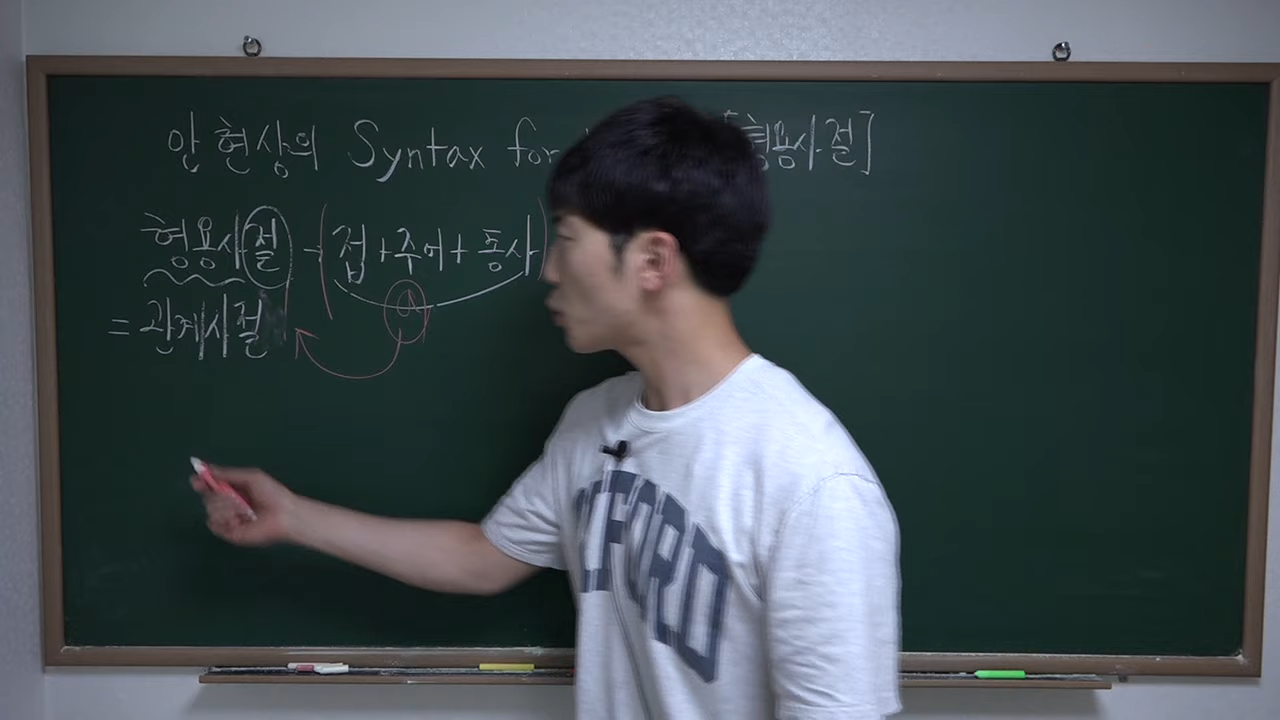 안현상의 Syntax for [형용사절]
형용사절 - (접+주어+동사)
= 관계사절